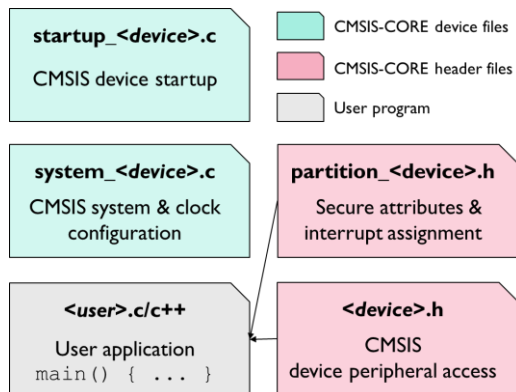 startup_<device>.c
CMSIS device startup
CMSIS-CORE device files
CMSIS-CORE header files
User program
system_<device>.c
CMSIS system & clock
configuration
partition_<device>.h
Secure attributes &
interrupt assignment
<user>.c/c++
User application
main() { ... }
<device>.h
CMSIS
device peripheral access